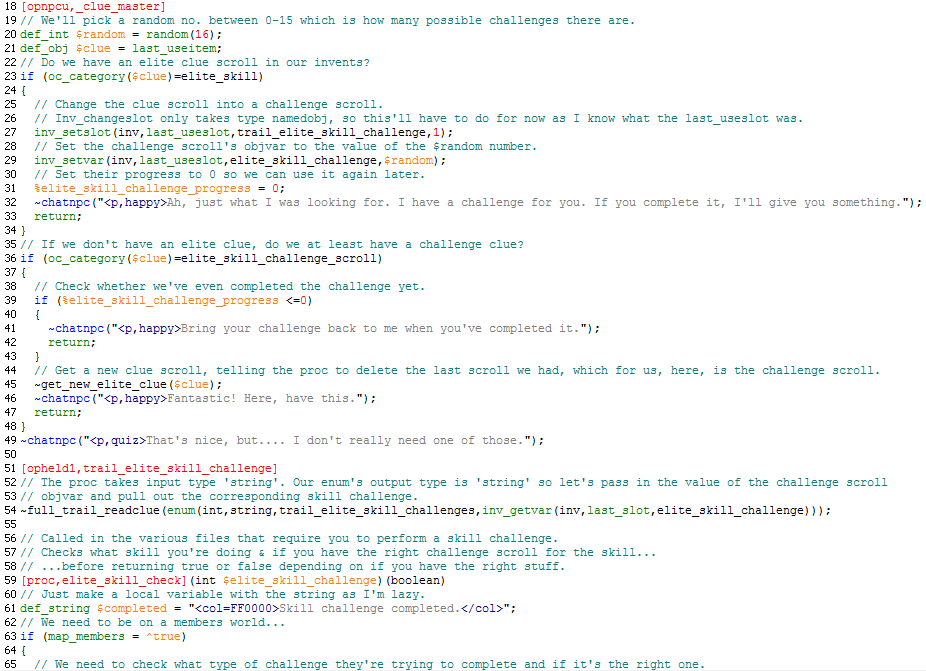 18 [opnpcu,_clue_master]
19 // We'll pick a random no. between 0-15 which is how many possible challenges there are.
20 def_int $random = random(16);
21 def_obj $clue = last_useitem;
22 // Do we have an elite clue scroll in our invents?
23 if (oc_category($clue)=elite_skill)
24 {
25   // Change the clue scroll into a challenge scroll.
26   // Inv_changeslot only takes type namedobj, so this'll have to do for now as I know what the last_useslot was.
27   inv_setslot(inv,last_useslot,trail_elite_skill_challenge,1);
28   // Set the challenge scroll's objvar to the value of the $random number.
29   inv_setvar(inv,last_useslot,elite_skill_challenge,$random);
30   // Set their progress to 0 so we can use it again later.
31   %elite_skill_challenge_progress = 0;
32   ~chatnpc("<p,happy>Ah, just what I was looking for. I have a challenge for you. If you complete it, I'll give you something.");
33   return;
34 }
35 // If we don't have an elite clue, do we at least have a challenge clue?
36 if (oc_category($clue)=elite_skill_challenge_scroll)
37 {
38   // Check whether we've even completed the challenge yet.
39   if (%elite_skill_challenge_progress <=0)
40   {
41     ~chatnpc("<p,happy>Bring your challenge back to me when you've completed it.");
42     return;
43   }
44   // Get a new clue scroll, telling the proc to delete the last scroll we had, which for us, here, is the challenge scroll.
45   ~get_new_elite_clue($clue);
46   ~chatnpc("<p,happy>Fantastic! Here, have this.");
47   return;
48 }
49 ~chatnpc("<p,quiz>That's nice, but.... I don't really need one of those.");
50
51 [opheld1,trail_elite_skill_challenge]
52 // The proc takes input type 'string'. Our enum's output type is 'string' so let's pass in the value of the challenge scroll
53 // objvar and pull out the corresponding skill challenge.
54 ~full_trail_readclue(enum(int,string,trail_elite_skill_challenges,inv_getvar(inv,last_slot,elite_skill_challenge)));
55
56 // Called in the various files that require you to perform a skill challenge.
57 // Checks what skill you're doing & if you have the right challenge scroll for the skill...
58 // ...before returning true or false depending on if you have the right stuff.
59 [proc,elite_skill_check](int $elite_skill_challenge)(boolean)
60 // Just make a local variable with the string as I'm lazy.
61 def_string $completed = "<col=FF0000>Skill challenge completed.</col>";
62 // We need to be on a members world...
63 if (map_members = ^true)
64 {
65   // We need to check what type of challenge they're trying to complete and if it's the right one.